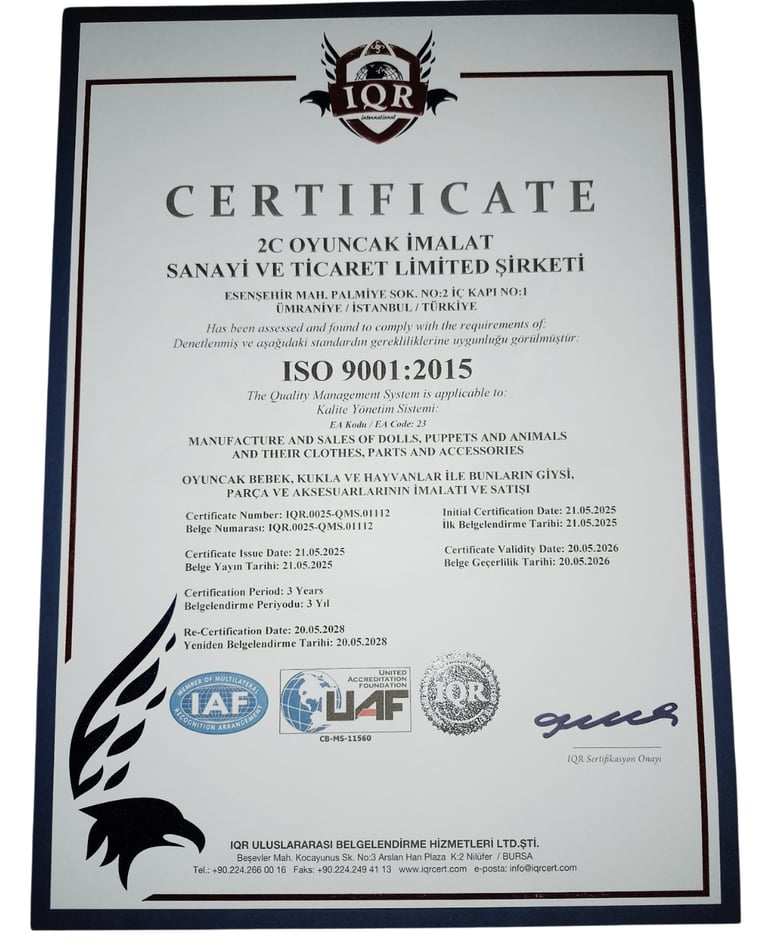 IQR
international
CERTIFICATE
2C OYUNCAK İMALAT
SANAYİ VE TİCARET LİMİTED ŞİRKETİ
ESENŞEHİR MAH. PALMİYE SOK. NO:2 İÇ KAPI NO:1
ÜMRANİYE / İSTANBUL / TÜRKİYE
Has been assessed and found to comply with the requirements of:
Denetlenmiş ve aşağıdaki standardın gerekliliklerine uygunluğu görülmüştür:
ISO 9001:2015
The Quality Management System is applicable to:
Kalite Yönetim Sistemi:
EA Kodu / EA Code: 23
MANUFACTURE AND SALES OF DOLLS, PUPPETS AND ANIMALS
AND THEIR CLOTHES, PARTS AND ACCESSORIES
OYUNCAK BEBEK, KUKLA VE HAYVANLAR İLE BUNLARIN GİYSİ,
PARÇA VE AKSESUARLARININ İMALATI VE SATIŞI
Certificate Number: IQR.0025-QMS.01112
Belge Numarası: IQR.0025-QMS.01112
Initial Certification Date: 21.05.2025
İlk Belgelendirme Tarihi: 21.05.2025
Certificate Issue Date: 21.05.2025
Belge Yayın Tarihi: 21.05.2025
Certificate Validity Date: 20.05.2026
Belge Geçerlilik Tarihi: 20.05.2026
Certification Period: 3 Years
Belgelendirme Periyodu: 3 Yıl
Re-Certification Date: 20.05.2028
Yeniden Belgelendirme Tarihi: 20.05.2028
MEMBER OF MULTILATERAL
IAF
RECOGNITION ARRANGEMENT
UNITED
ACCREDITATION
FOUNDATION
UAF
CB-MS-11560
IQR
IQR Sertifikasyon Onayı
IQR ULUSLARARASI BELGELENDİRME HİZMETLERİ LTD.ŞTİ.
Beşevler Mah. Kocayunus Sk. No:3 Arslan Han Plaza K:2 Nilüfer / BURSA
Tel.: +90.224.266 00 16 Faks: +90.224.249 41 13 www.iqrcert.com e-posta: info@iqrcert.com